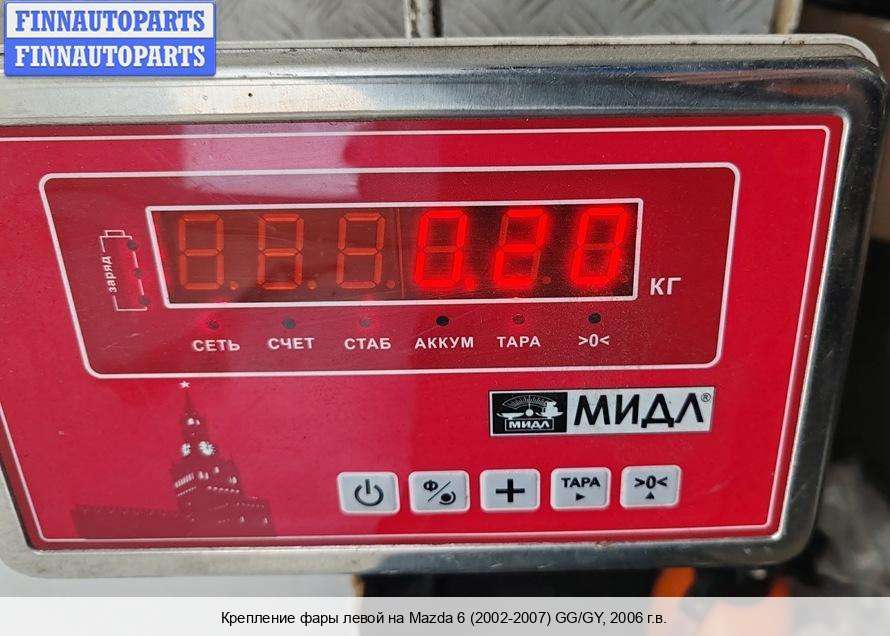 FINNAUTOPARTS
FINNAUTOPARTS
заряд
0.20
КГ
СЕТЬ СЧЕТ СТАБ АККУМ ТАРА >0<
МИДЛ МИДЛ®
Ф/ + ТАРА >0<
Крепление фары левой на Mazda 6 (2002-2007) GG/GY, 2006 г.в.